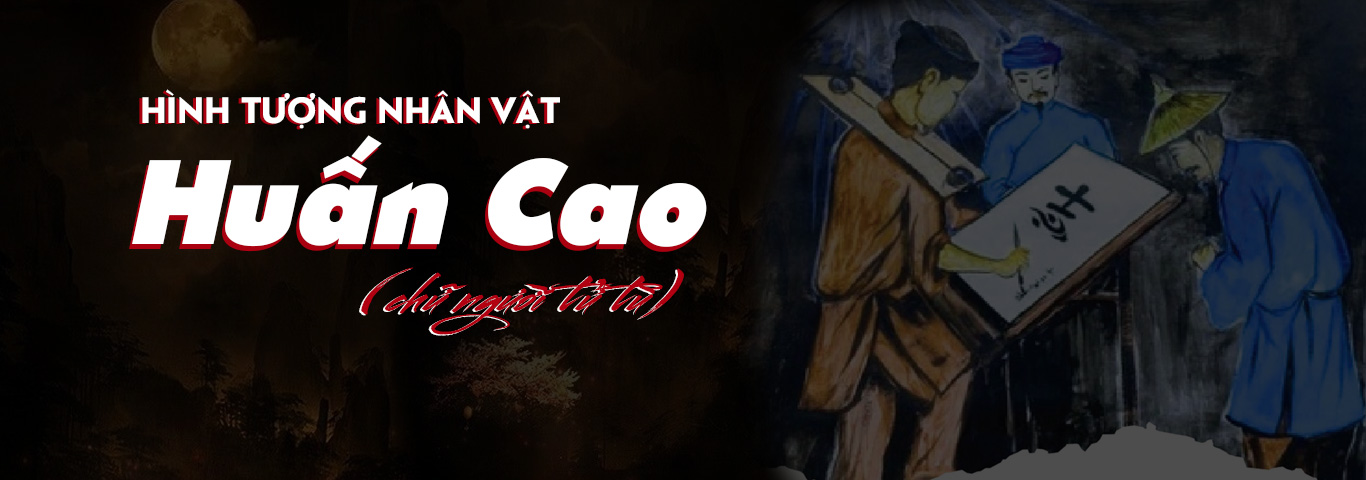 HÌNH TƯỢNG NHÂN VẬT
Huấn Cao
(chữ người tử tù)